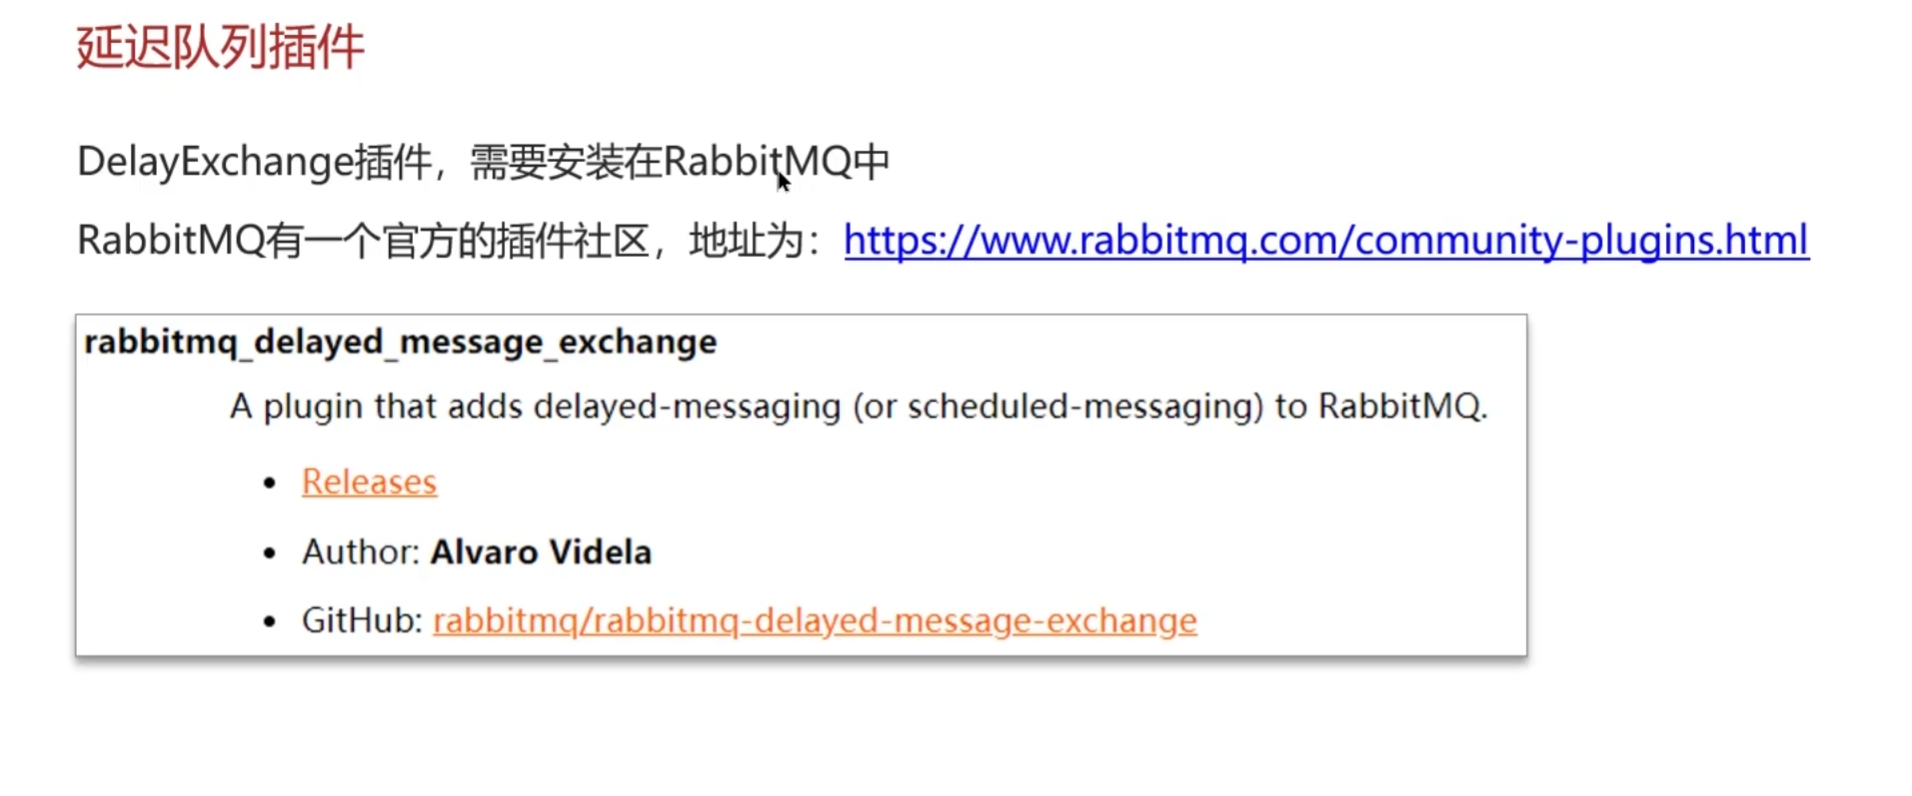 延迟队列插件
DelayExchange插件，需要安装在RabbitMQ中
RabbitMQ有一个官方的插件社区，地址为：https://www.rabbitmq.com/community-plugins.html
rabbitmq_delayed_message_exchange
A plugin that adds delayed-messaging (or scheduled-messaging) to RabbitMQ.
• Releases
• Author: Alvaro Videla
• GitHub: rabbitmq/rabbitmq-delayed-message-exchange